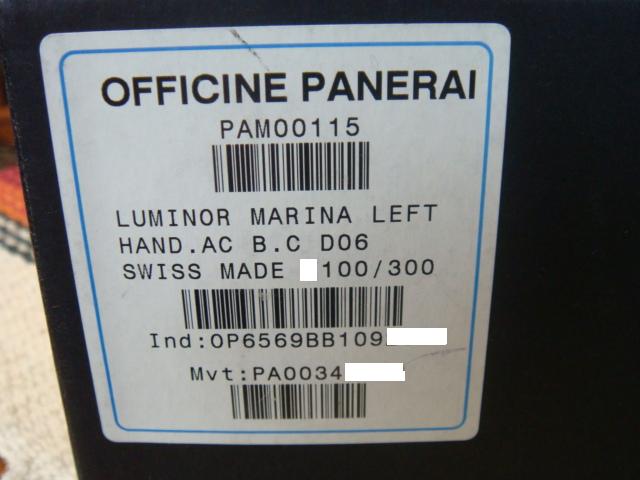 OFFICINE PANERAI
PAM00115
LUMINOR MARINA LEFT
HAND.AC B.C D06
SWISS MADE 100/300
Ind:OP6569BB109
Mvt:PA0034